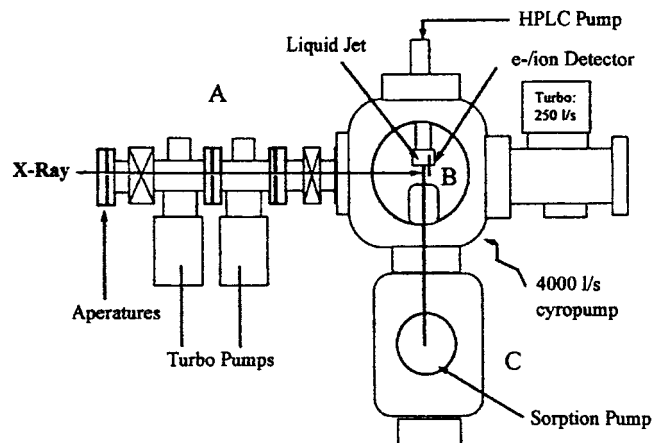 HPLC Pump
Liquid Jet
e-/ion Detector
A
Turbo:
250 l/s
X-Ray
B
4000 l/s
cyropump
Aperatures
Turbo Pumps
C
Sorption Pump